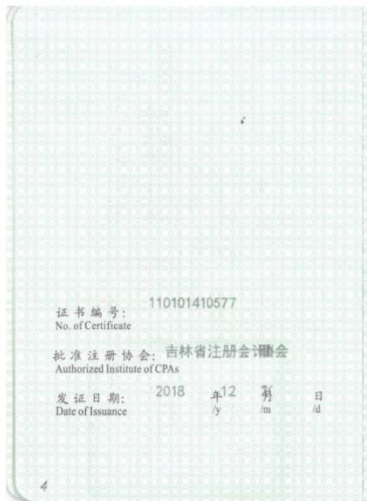 证书编号: 110101410577
No. of Certificate
批准注册协会: 吉林省注册会计师协会
Authorized Institute of CPAs
发证日期: 2018 年 12 月 日
Date of Issuance /y /m /d
4